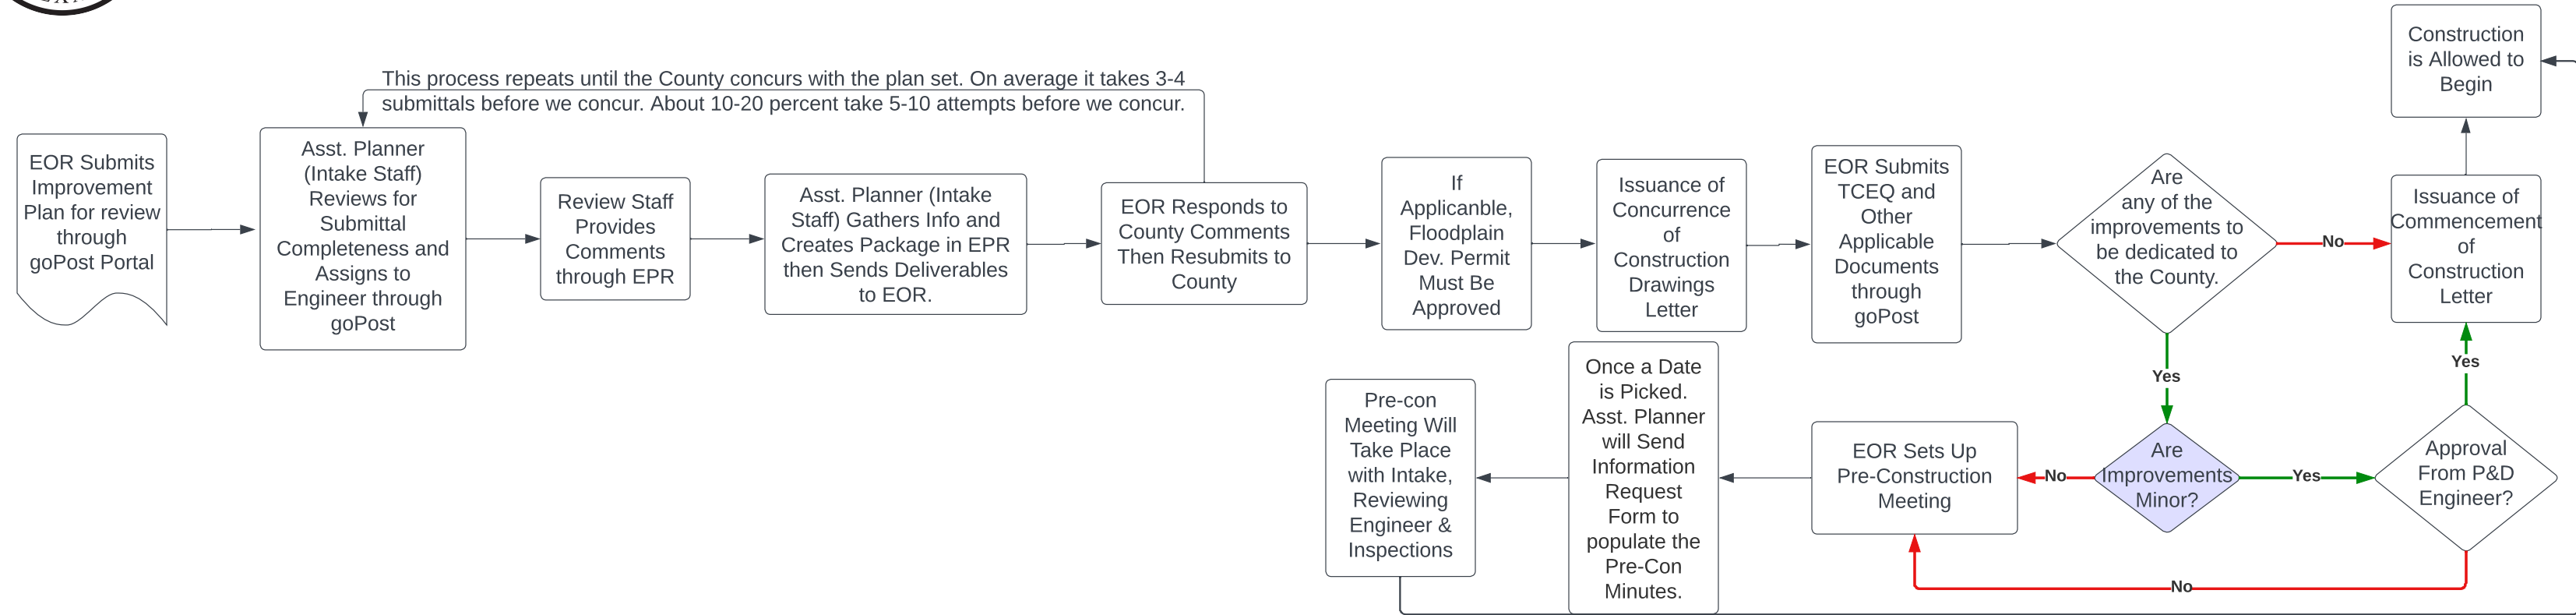 This process repeats until the County concurs with the plan set. On average it takes 3-4
submittals before we concur. About 10-20 percent take 5-10 attempts before we concur.
EOR Submits
Improvement
Plan for review
through
goPost Portal
Asst. Planner
(Intake Staff)
Reviews for
Submittal
Completeness and
Assigns to
Engineer through
goPost
Review Staff
Provides
Comments
through EPR
Asst. Planner (Intake
Staff) Gathers Info and
Creates Package in EPR
then Sends Deliverables
to EOR.
EOR Responds to
County Comments
Then Resubmits to
County
If
Applicanble,
Floodplain
Dev. Permit
Must Be
Approved
Issuance of
Concurrence
of
Construction
Drawings
Letter
EOR Submits
TCEQ and
Other
Applicable
Documents
through
goPost
Are
any of the
improvements to
be dedicated to
the County.
No
Issuance of
Commencement
of
Construction
Letter
Construction
is Allowed to
Begin
Yes
Are
Improvements
Minor?
Yes
Approval
From P&D
Engineer?
Yes
No
No
EOR Sets Up
Pre-Construction
Meeting
Once a Date
is Picked.
Asst. Planner
will Send
Information
Request
Form to
populate the
Pre-Con
Minutes.
Pre-con
Meeting Will
Take Place
with Intake,
Reviewing
Engineer &
Inspections